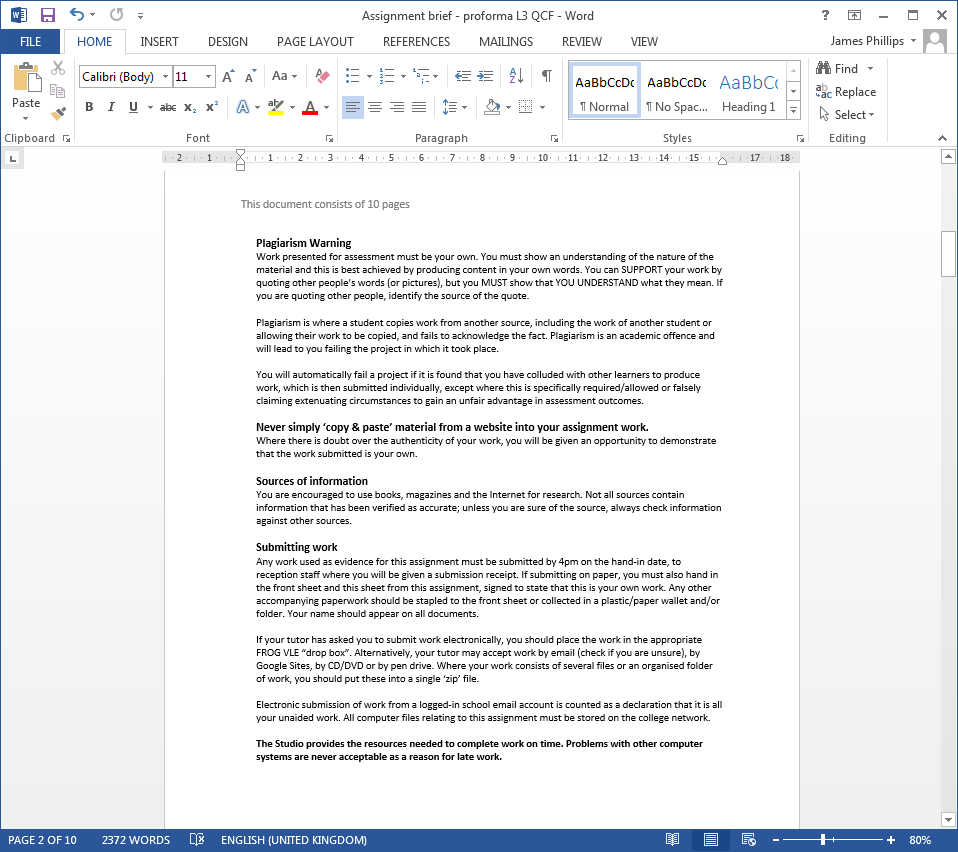 Assignment brief - proforma L3 QCF - Word
?
FILE HOME INSERT DESIGN PAGE LAYOUT REFERENCES MAILINGS REVIEW VIEW James Phillips
Paste
Calibri (Body) 11
Aa
B I U abc x₂ x²
A A
AaBbCcDc AaBbCcDc AaBbCc
¶ Normal ¶ No Spac... Heading 1
Find
Replace
Select
Clipboard Font Paragraph Styles Editing
2 1 1 2 3 4 5 6 7 8 9 10 11 12 13 14 15 17 18
This document consists of 10 pages
Plagiarism Warning
Work presented for assessment must be your own. You must show an understanding of the nature of the
material and this is best achieved by producing content in your own words. You can SUPPORT your work by
quoting other people's words (or pictures), but you MUST show that YOU UNDERSTAND what they mean. If
you are quoting other people, identify the source of the quote.
Plagiarism is where a student copies work from another source, including the work of another student or
allowing their work to be copied, and fails to acknowledge the fact. Plagiarism is an academic offence and
will lead to you failing the project in which it took place.
You will automatically fail a project if it is found that you have colluded with other learners to produce
work, which is then submitted individually, except where this is specifically required/allowed or falsely
claiming extenuating circumstances to gain an unfair advantage in assessment outcomes.
Never simply ‘copy & paste’ material from a website into your assignment work.
Where there is doubt over the authenticity of your work, you will be given an opportunity to demonstrate
that the work submitted is your own.
Sources of information
You are encouraged to use books, magazines and the Internet for research. Not all sources contain
information that has been verified as accurate; unless you are sure of the source, always check information
against other sources.
Submitting work
Any work used as evidence for this assignment must be submitted by 4pm on the hand-in date, to
reception staff where you will be given a submission receipt. If submitting on paper, you must also hand in
the front sheet and this sheet from this assignment, signed to state that this is your own work. Any other
accompanying paperwork should be stapled to the front sheet or collected in a plastic/paper wallet and/or
folder. Your name should appear on all documents.
If your tutor has asked you to submit work electronically, you should place the work in the appropriate
FROG VLE “drop box”. Alternatively, your tutor may accept work by email (check if you are unsure), by
Google Sites, by CD/DVD or by pen drive. Where your work consists of several files or an organised folder
of work, you should put these into a single ‘zip’ file.
Electronic submission of work from a logged-in school email account is counted as a declaration that it is all
your unaided work. All computer files relating to this assignment must be stored on the college network.
The Studio provides the resources needed to complete work on time. Problems with other computer
systems are never acceptable as a reason for late work.
PAGE 2 OF 10 2372 WORDS ENGLISH (UNITED KINGDOM) 80%